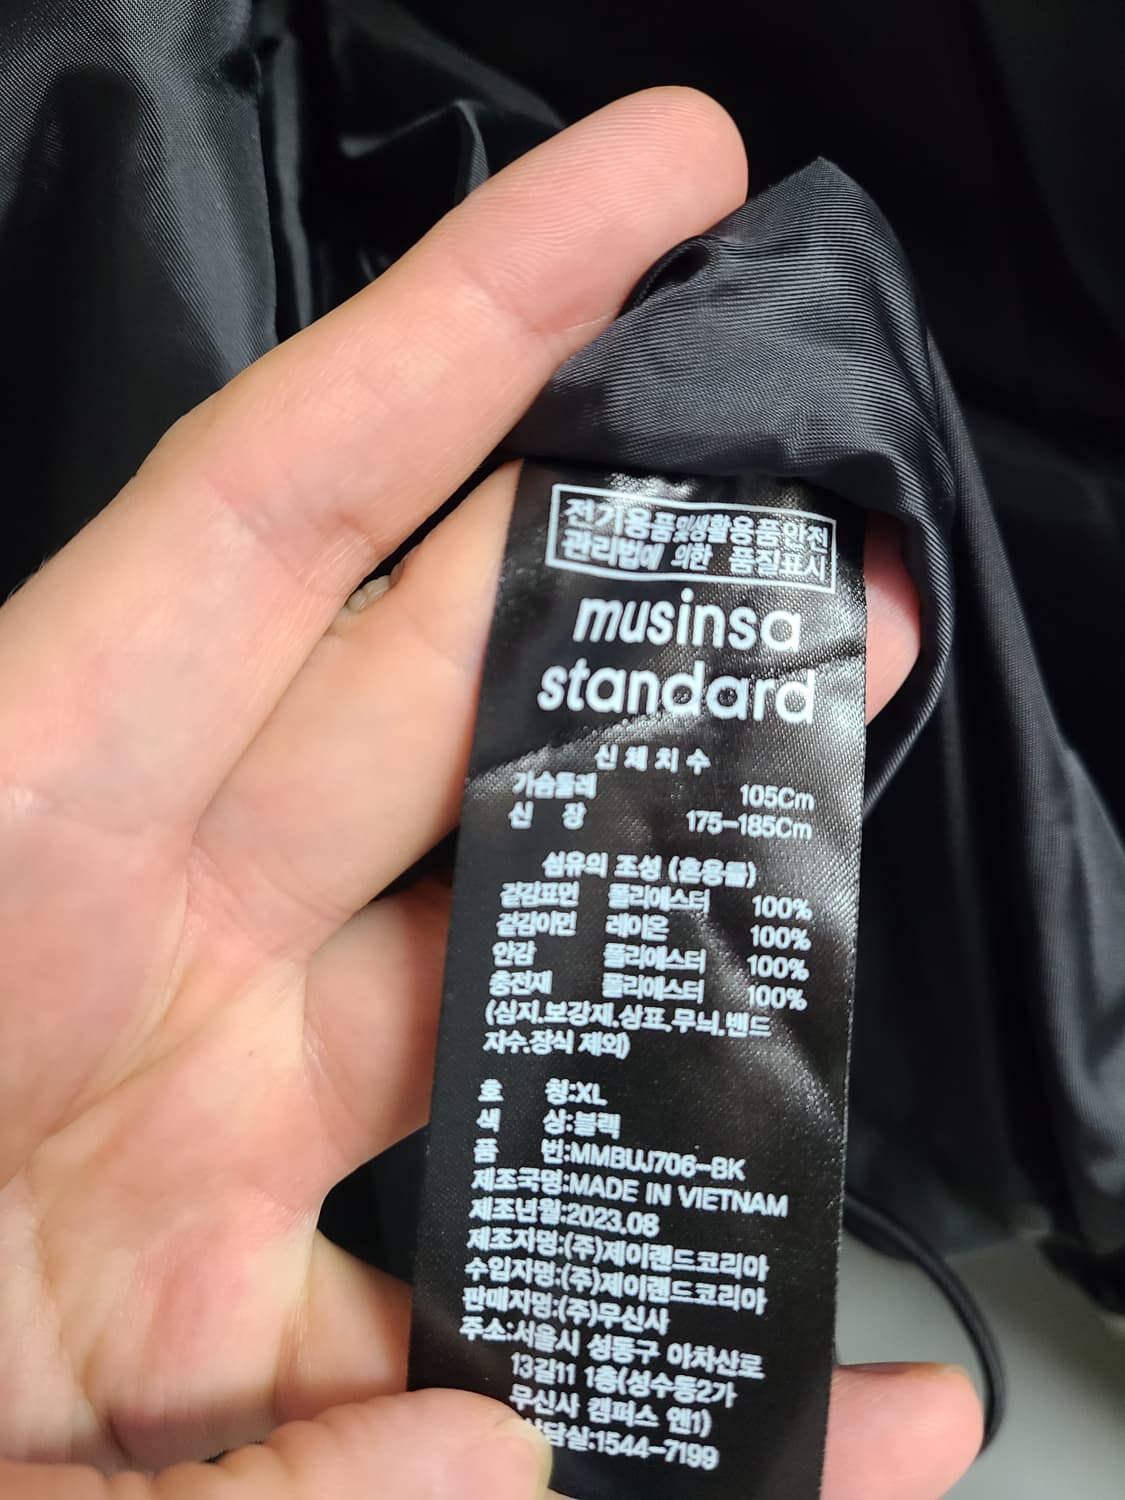 전기용품및생활용품안전
관리법에 의한 품질표시
musinsa
standard
신체치수
가슴둘레 105Cm
신 장 175-185Cm
섬유의 조성 (혼용률)
겉감표면 폴리에스터 100%
겉감이면 레이온 100%
안감 폴리에스터 100%
충전재 폴리에스터 100%
(심지.보강재.상표.무늬.밴드
자수.장식 제외)
호 칭:XL
색 상:블랙
품 번:MMBUJ706-BK
제조국명:MADE IN VIETNAM
제조년월:2023.08
제조자명:(주)제이랜드코리아
수입자명:(주)제이랜드코리아
판매자명:(주)무신사
주소:서울시 성동구 아차산로
13길11 1층(성수동2가
무신사 캠퍼스 엔1)
담실:1544-7199